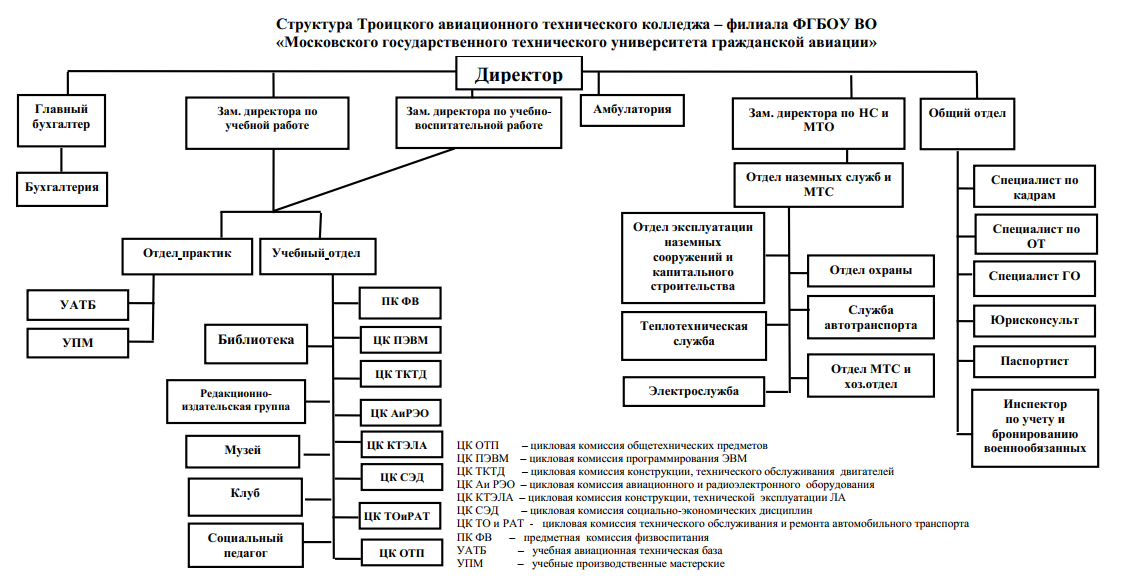 Структура Троицкого авиационного технического колледжа – филиала ФГБОУ ВО
«Московского государственного технического университета гражданской авиации»
Директор
Главный
бухгалтер
Бухгалтерия
Зам. директора по
учебной работе
Зам. директора по учебно-
воспитательной работе
Амбулатория
Зам. директора по НС и
МТО
Общий отдел
Отдел практик
УАТБ
УПМ
Учебный отдел
Библиотека
Редакционно-
издательская группа
Музей
Клуб
Социальный
педагог
ПК ФВ
ЦК ПЭВМ
ЦК ТКТД
ЦК АиРЭО
ЦК КТЭЛА
ЦК СЭД
ЦК ТОиРАТ
ЦК ОТП
Отдел наземных служб и
МТС
Отдел эксплуатации
наземных
сооружений и
капитального
строительства
Теплотехническая
служба
Электрослужба
Отдел охраны
Служба
автотранспорта
Отдел МТС и
хоз.отдел
Специалист по
кадрам
Специалист по
ОТ
Специалист ГО
Юрисконсульт
Паспортист
Инспектор
по учету и
бронированию
военнообязанных
ЦК ОТП – цикловая комиссия общетехнических предметов
ЦК ПЭВМ – цикловая комиссия программирования ЭВМ
ЦК ТКТД – цикловая комиссия конструкции, технического обслуживания двигателей
ЦК Аи РЭО – цикловая комиссия авиационного и радиоэлектронного оборудования
ЦК КТЭЛА – цикловая комиссия конструкции, технической эксплуатации ЛА
ЦК СЭД – цикловая комиссия социально-экономических дисциплин
ЦК ТО и РАТ - цикловая комиссия технического обслуживания и ремонта автомобильного транспорта
ПК ФВ – предметная комиссия физвоспитания
УАТБ – учебная авиационная техническая база
УПМ – учебные производственные мастерские